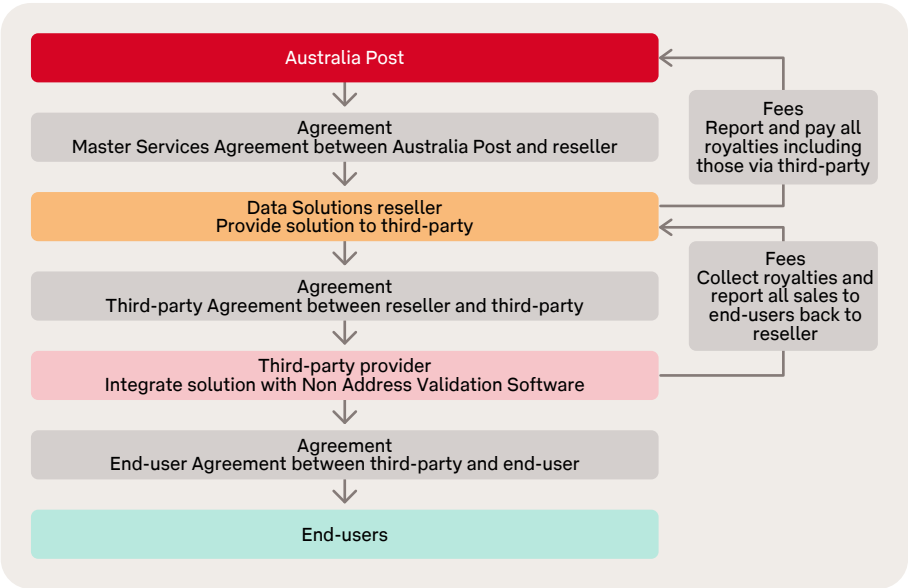 Australia Post
Agreement
Master Services Agreement between Australia Post and reseller
Data Solutions reseller
Provide solution to third-party
Agreement
Third-party Agreement between reseller and third-party
Third-party provider
Integrate solution with Non Address Validation Software
Agreement
End-user Agreement between third-party and end-user
End-users
Fees
Report and pay all
royalties including
those via third-party
Fees
Collect royalties and
report all sales to
end-users back to
reseller